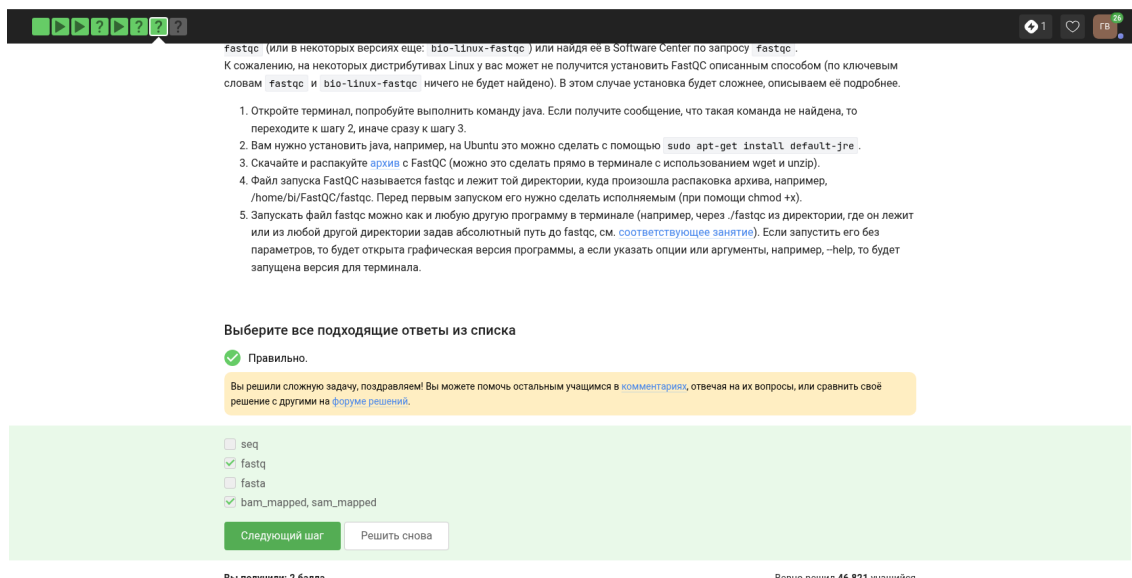 ? ? ? ?
1
ГВ
26
fastqc (или в некоторых версиях еще: bio-linux-fastqc ) или найдя её в Software Center по запросу fastqc .
К сожалению, на некоторых дистрибутивах Linux у вас может не получится установить FastQC описанным способом (по ключевым
словам fastqc и bio-linux-fastqc ничего не будет найдено). В этом случае установка будет сложнее, описываем её подробнее.
1. Откройте терминал, попробуйте выполнить команду java. Если получите сообщение, что такая команда не найдена, то
переходите к шагу 2, иначе сразу к шагу 3.
2. Вам нужно установить java, например, на Ubuntu это можно сделать с помощью sudo apt-get install default-jre .
3. Скачайте и распакуйте архив с FastQC (можно это сделать прямо в терминале с использованием wget и unzip).
4. Файл запуска FastQC называется fastqc и лежит той директории, куда произошла распаковка архива, например,
/home/bi/FastQC/fastqc. Перед первым запуском его нужно сделать исполняемым (при помощи chmod +x).
5. Запускать файл fastqc можно как и любую другую программу в терминале (например, через ./fastqc из директории, где он лежит
или из любой другой директории задав абсолютный путь до fastqc, см. соответствующее занятие). Если запустить его без
параметров, то будет открыта графическая версия программы, а если указать опции или аргументы, например, –help, то будет
запущена версия для терминала.
Выберите все подходящие ответы из списка
Правильно.
Вы решили сложную задачу, поздравляем! Вы можете помочь остальным учащимся в комментариях, отвечая на их вопросы, или сравнить своё
решение с другими на форуме решений.
seq
fastq
fasta
bam_mapped, sam_mapped
Следующий шаг Решить снова
Вы получили: 2 балла Верно решил 46 821 учащийся